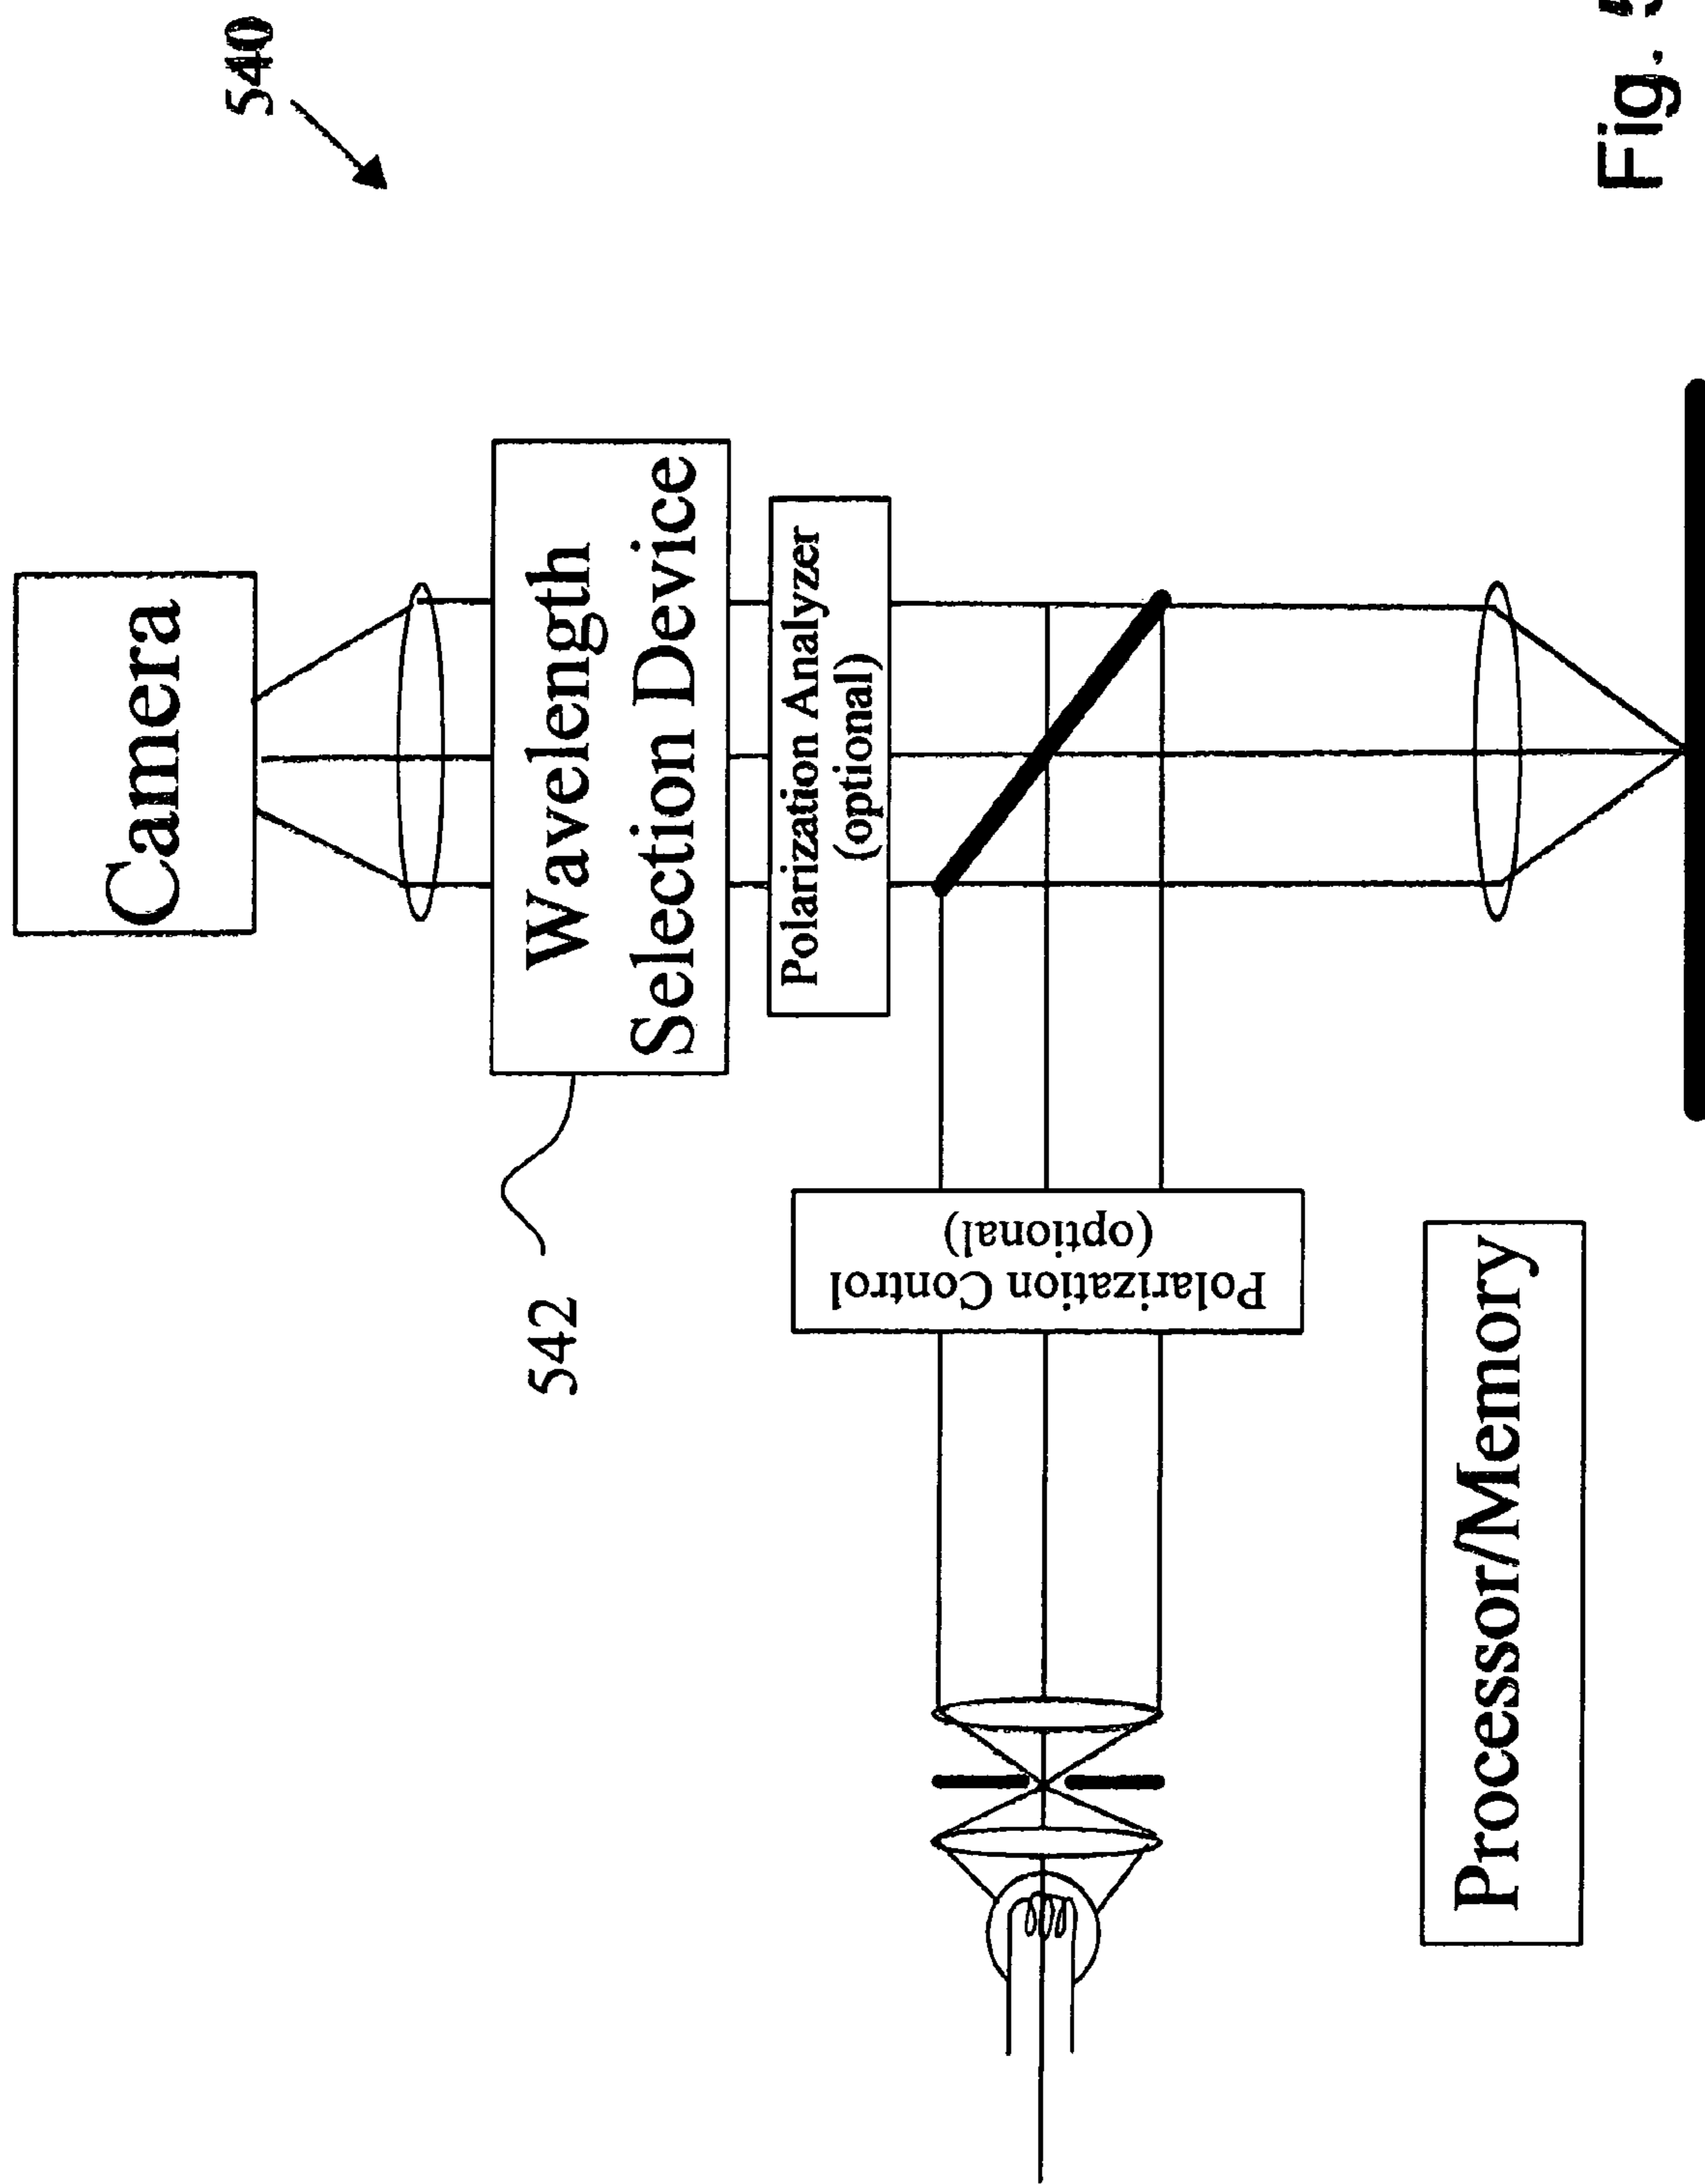 540
Camera
Wavelength
Selection Device
Polarization Analyzer
(optional)
542
Polarization Control
(optional)
Processor/Memory
Fig.